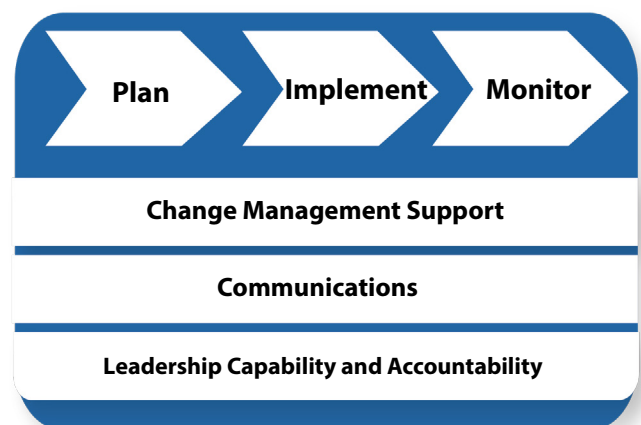 Plan
Implement
Monitor
Change Management Support
Communications
Leadership Capability and Accountability